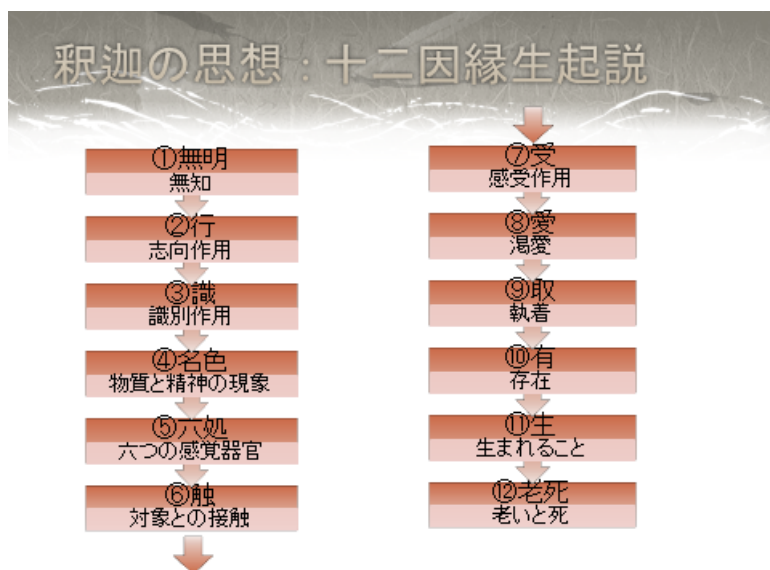 釈迦の思想：十二因縁生起説
①無明
無知
②行
志向作用
③識
識別作用
④名色
物質と精神の現象
⑤六処
六つの感覚器官
⑥触
対象との接触
⑦受
感受作用
⑧愛
渇愛
⑨取
執着
⑩有
存在
⑪生
生まれること
⑫老死
老いと死